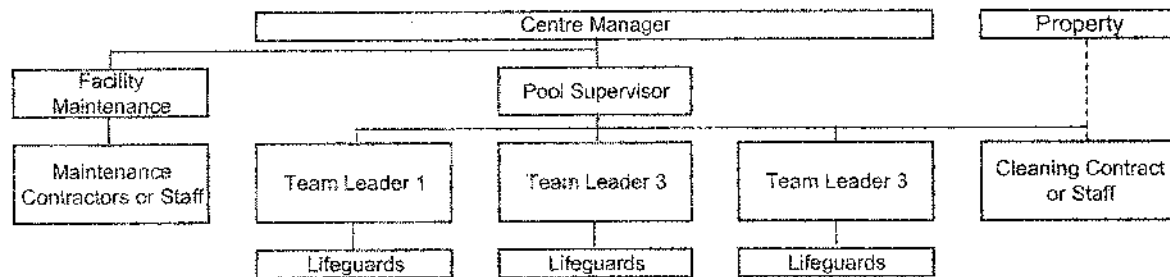 Centre Manager
Property
Facility
Maintenance
Pool Supervisor
Maintenance
Contractors or Staff
Team Leader 1
Team Leader 3
Team Leader 3
Cleaning Contract
or Staff
Lifeguards
Lifeguards
Lifeguards